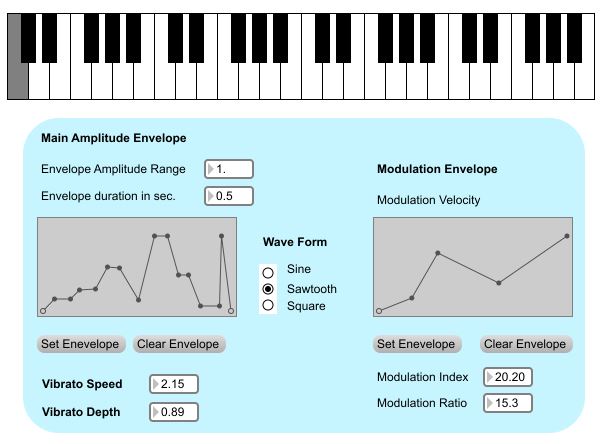 Main Amplitude Envelope
Envelope Amplitude Range 1.
Envelope duration in sec. 0.5
Modulation Envelope
Modulation Velocity
Wave Form
Sine
Sawtooth
Square
Set Enevelope Clear Envelope
Set Enevelope Clear Envelope
Vibrato Speed 2.15
Vibrato Depth 0.89
Modulation Index 20.20
Modulation Ratio 15.3